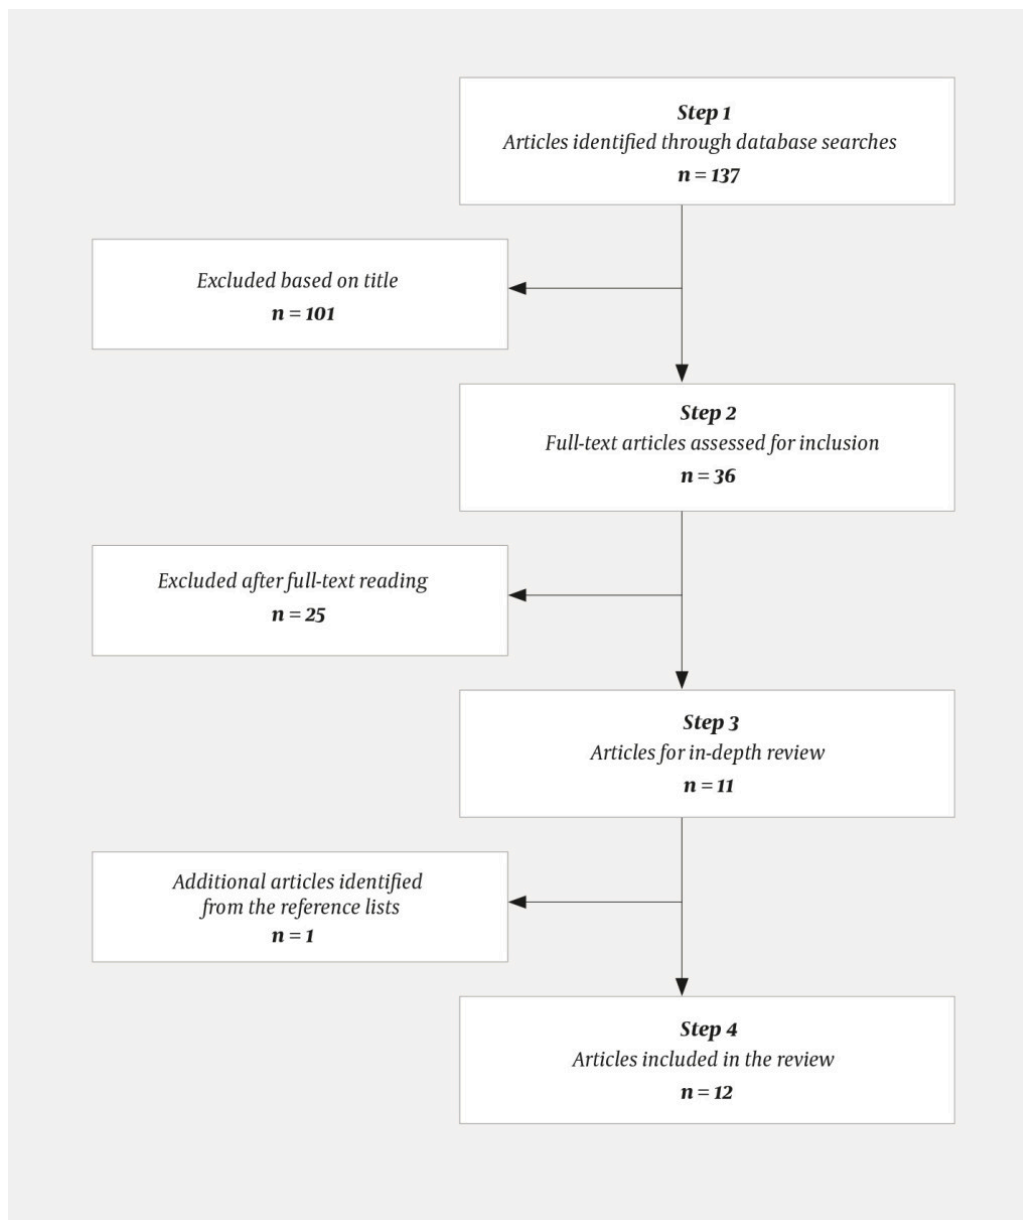 Step 1
Articles identified through database searches
n = 137
Excluded based on title
n = 101
Step 2
Full-text articles assessed for inclusion
n = 36
Excluded after full-text reading
n = 25
Step 3
Articles for in-depth review
n = 11
Additional articles identified
from the reference lists
n = 1
Step 4
Articles included in the review
n = 12